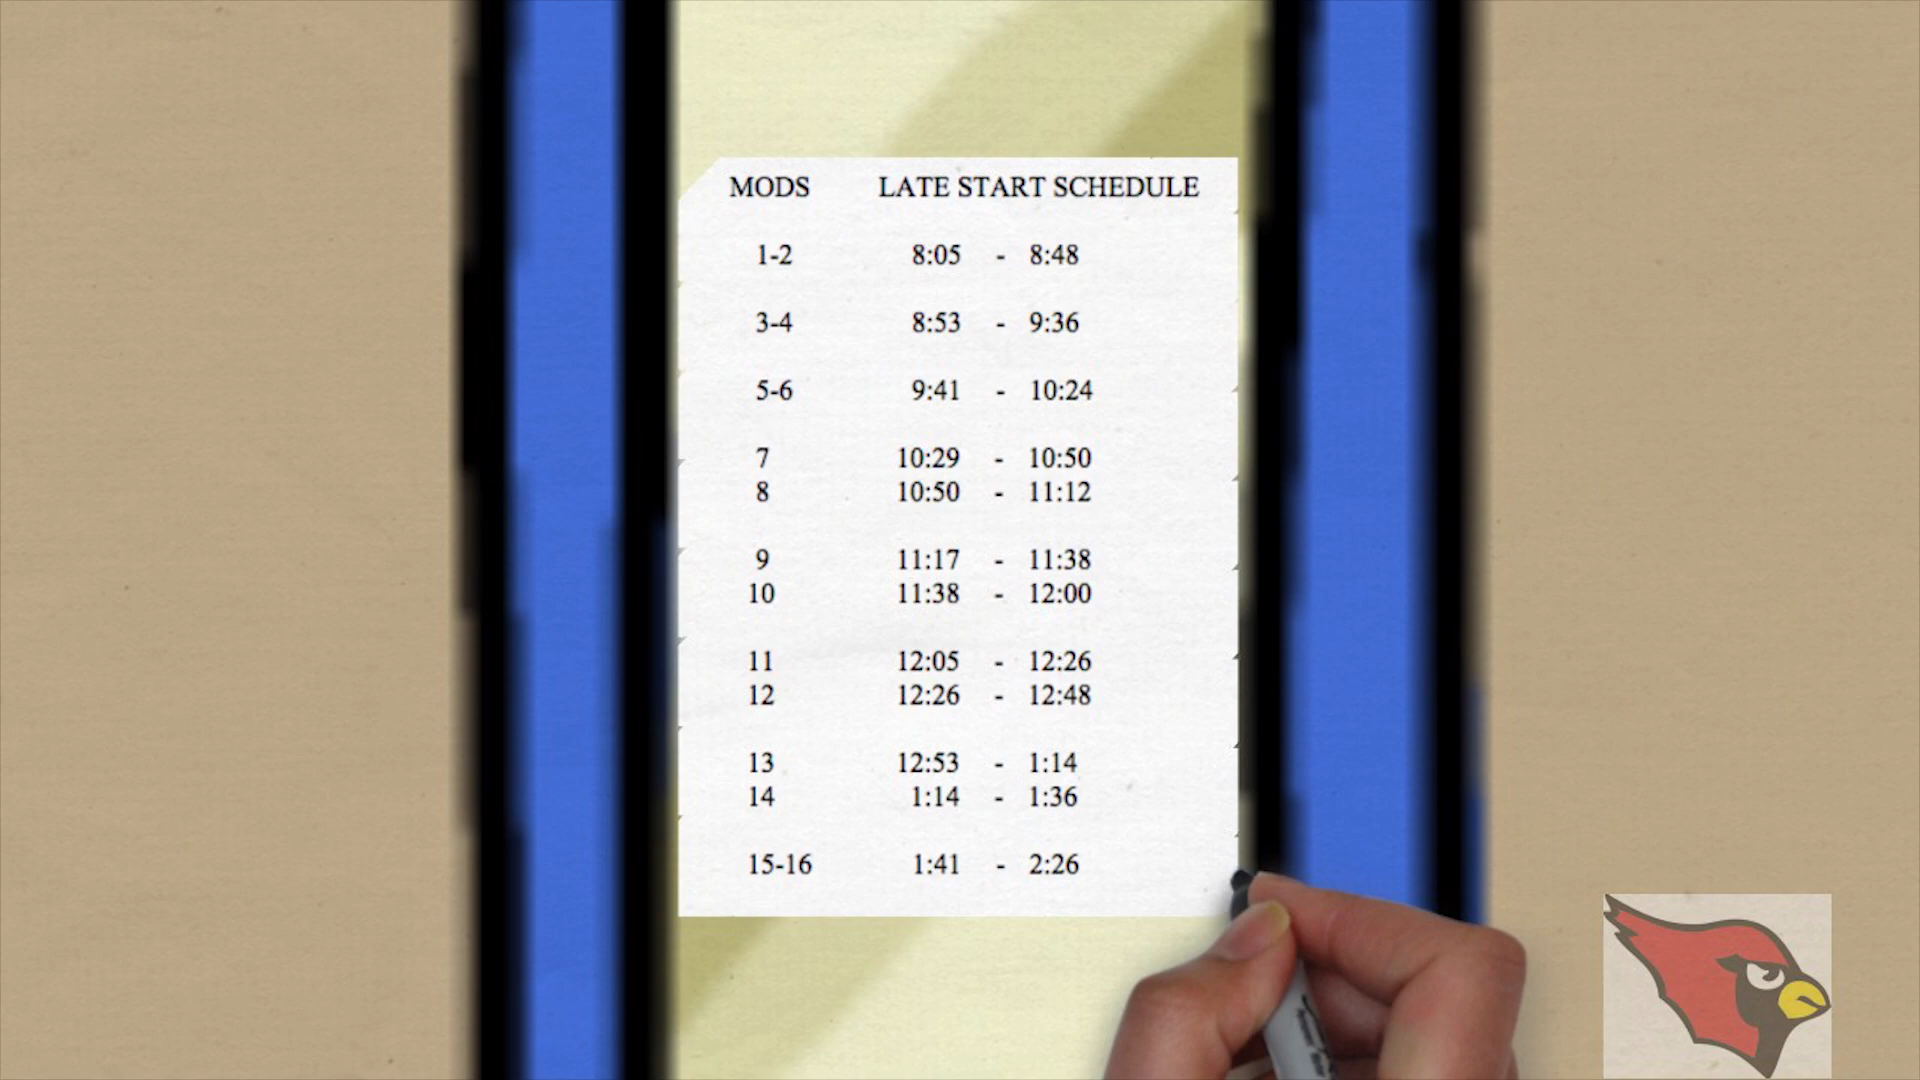 MODS LATE START SCHEDULE
1-2 8:05 - 8:48
3-4 8:53 - 9:36
5-6 9:41 - 10:24
7 10:29 - 10:50
8 10:50 - 11:12
9 11:17 - 11:38
10 11:38 - 12:00
11 12:05 - 12:26
12 12:26 - 12:48
13 12:53 - 1:14
14 1:14 - 1:36
15-16 1:41 - 2:26